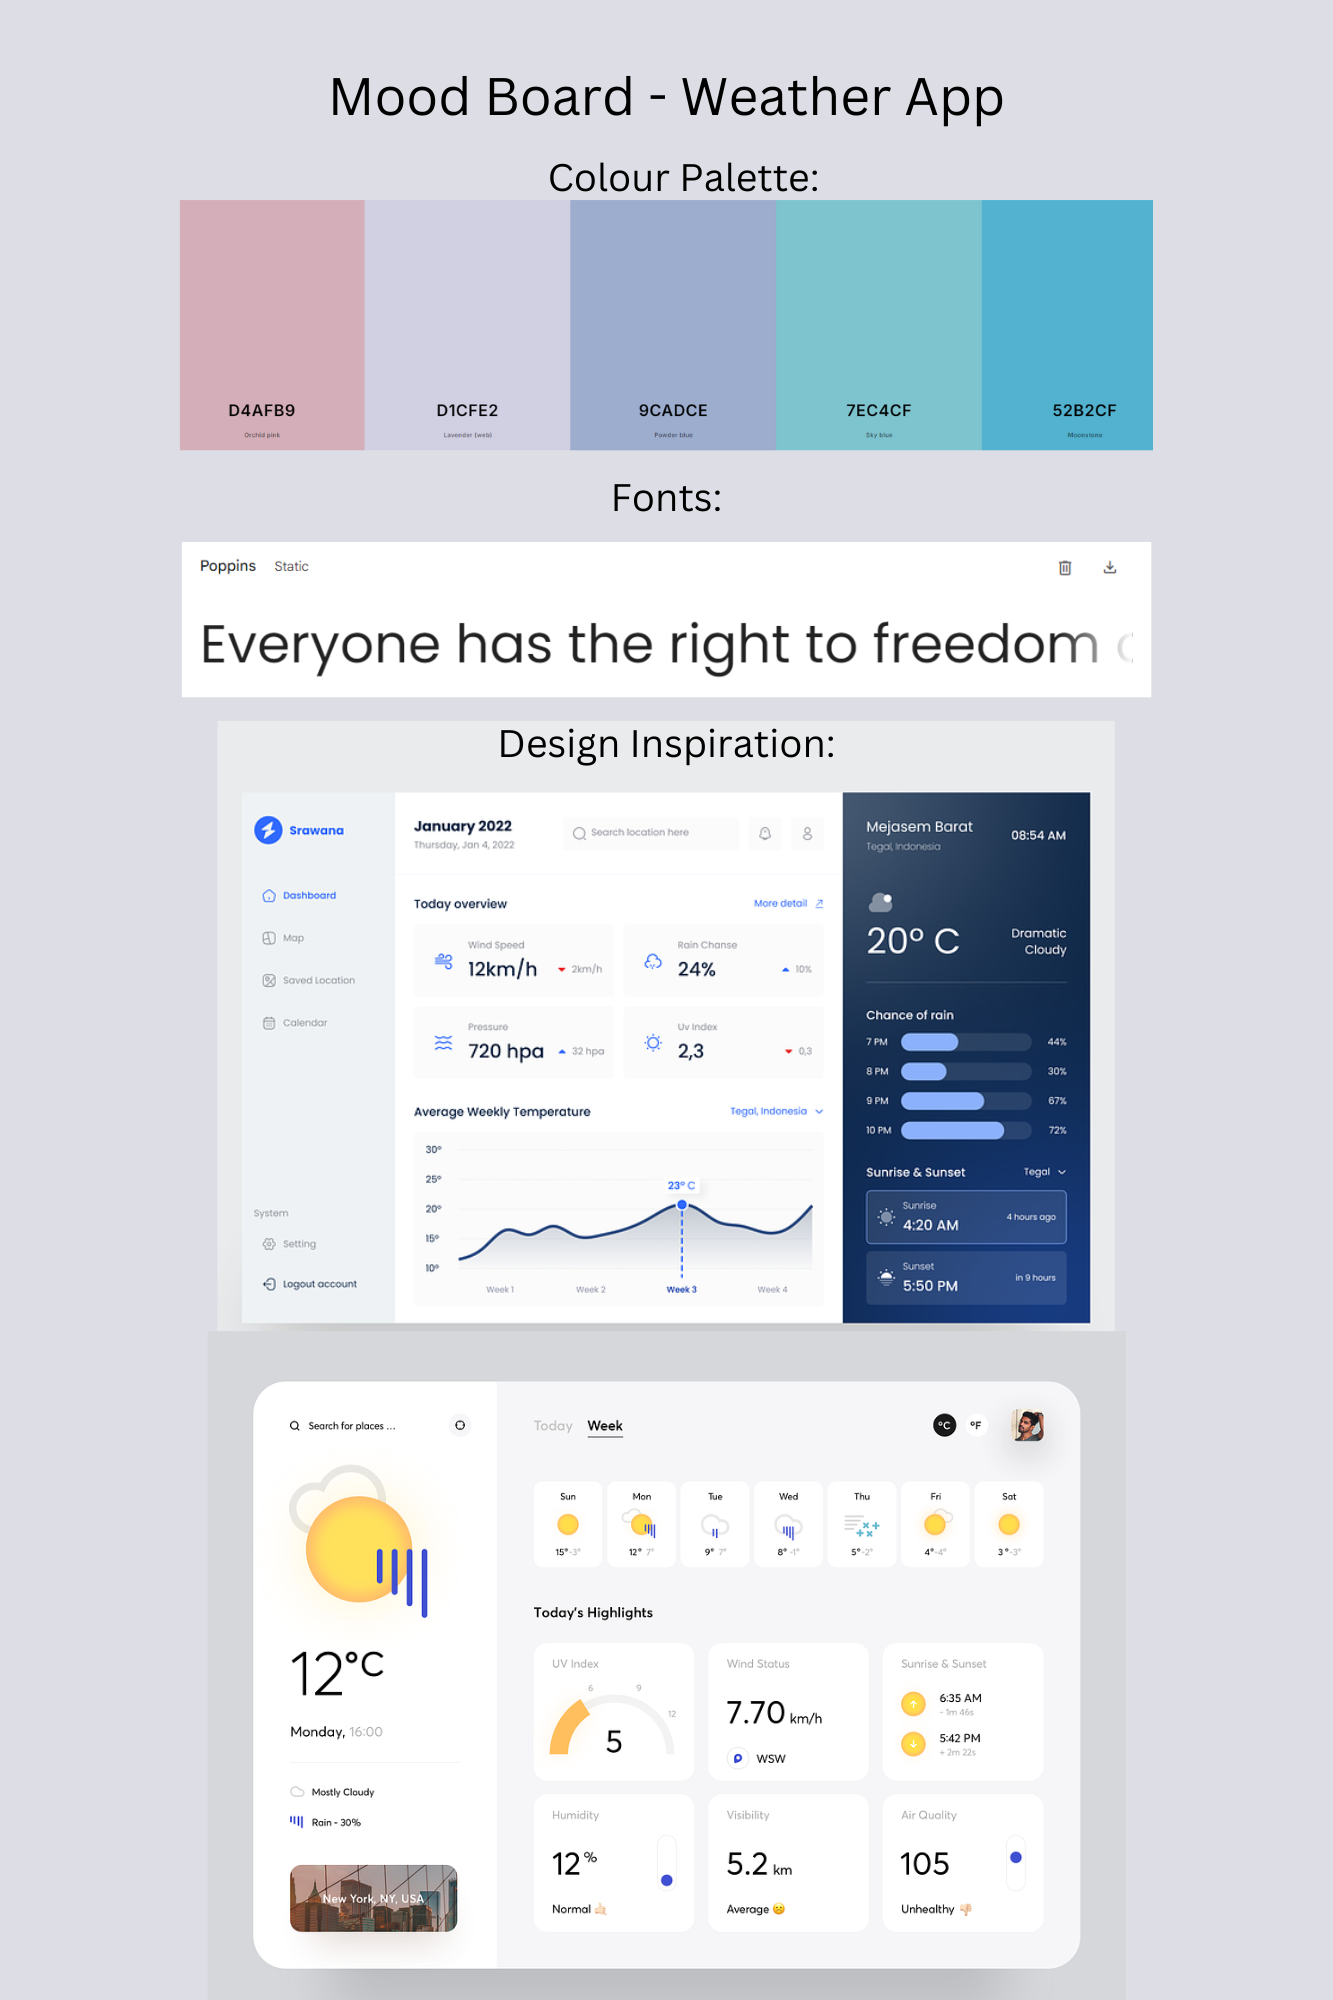 Mood Board - Weather App
Colour Palette:
D4AFB9
Orchid pink
D1CFE2
Lavender (web)
9CADCE
Powder blue
7EC4CF
Sky blue
52B2CF
Moonstone
Fonts:
Poppins Static
Everyone has the right to freedom
Design Inspiration:
Srawana
Dashboard
Map
Saved Location
Calendar
System
Setting
Logout account
January 2022
Thursday, Jan 4, 2022
Search location here
Today overview
More detail
Wind Speed
12km/h
2km/h
Rain Chanse
24%
10%
Pressure
720 hpa
32 hpa
Uv Index
2,3
0,3
Average Weekly Temperature
Tegal, Indonesia
30°
25°
20°
15°
10°
23° C
Week 1
Week 2
Week 3
Week 4
Mejasem Barat
Tegal, Indonesia
08:54 AM
20° C
Dramatic
Cloudy
Chance of rain
7 PM 44%
8 PM 30%
9 PM 67%
10 PM 72%
Sunrise & Sunset
Tegal
Sunrise
4:20 AM
4 hours ago
Sunset
5:50 PM
in 9 hours
Search for places ...
12°C
Monday, 16:00
Mostly Cloudy
Rain - 30%
New York, NY, USA
Today Week
°C °F
Sun
15° -3°
Mon
12° 7°
Tue
9° 7°
Wed
8° -1°
Thu
5° -2°
Fri
4° -4°
Sat
3° -3°
Today's Highlights
UV Index
6
9
12
5
Wind Status
7.70 km/h
WSW
Sunrise & Sunset
6:35 AM
- 1m 46s
5:42 PM
+ 2m 22s
Humidity
12 %
Normal 🤙🏻
Visibility
5.2 km
Average 😑
Air Quality
105
Unhealthy 👎🏻